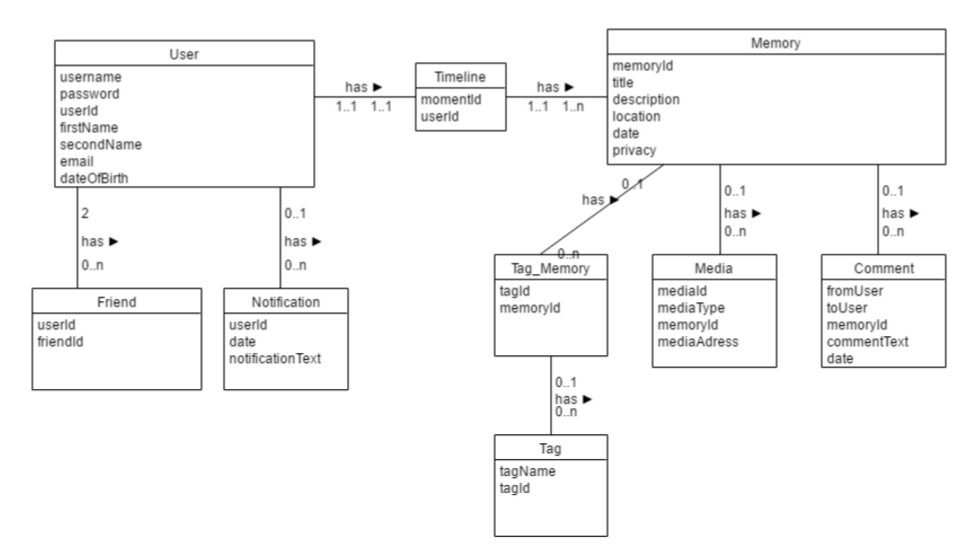 User
username
password
userId
firstName
secondName
email
dateOfBirth
has ►
1..1 1..1
Timeline
momentId
userId
has ►
1..1 1..n
Memory
memoryId
title
description
location
date
privacy
2
has ►
0..n
0..1
has ►
0..n
0..1
has ►
0..n
0..1
has ►
0..n
0..1
has ►
0..n
Friend
userId
friendId
Notification
userId
date
notificationText
Tag_Memory
tagId
memoryId
Media
mediaId
mediaType
memoryId
mediaAdress
Comment
fromUser
toUser
memoryId
commentText
date
0..1
has ►
0..n
Tag
tagName
tagId